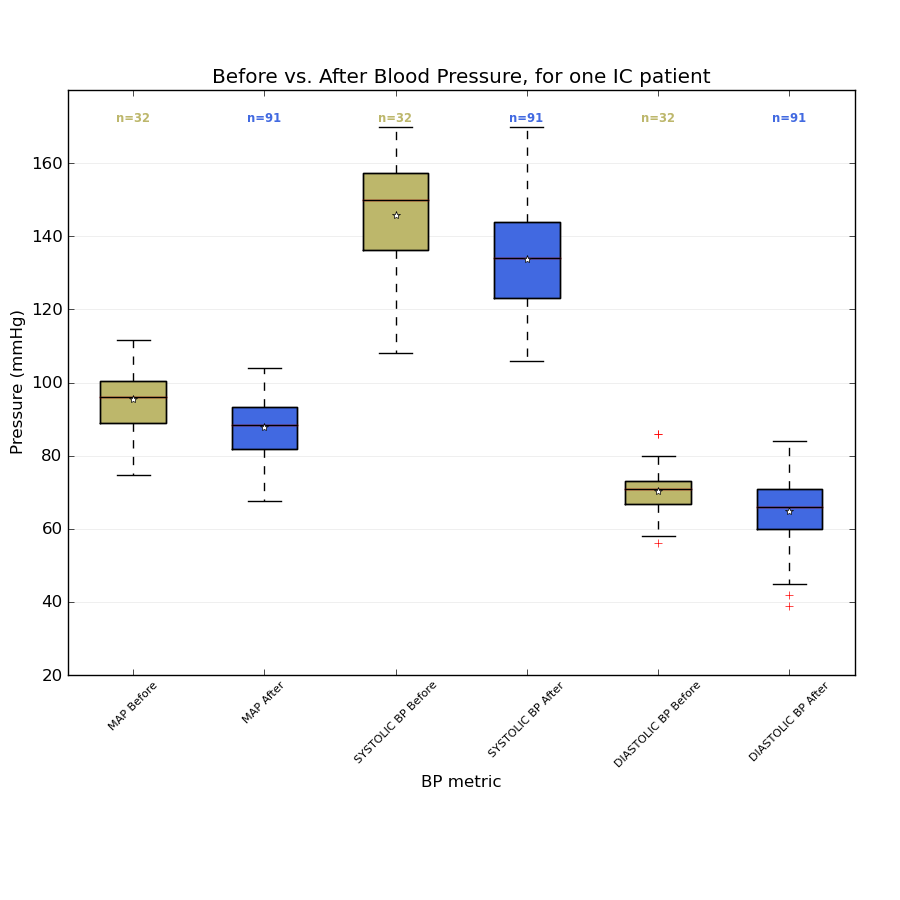 Before vs. After Blood Pressure, for one IC patient
n=32 n=91 n=32 n=91 n=32 n=91
160
140
120
100
80
60
40
20
Pressure (mmHg)
MAP Before
MAP After
SYSTOLIC BP Before
SYSTOLIC BP After
DIASTOLIC BP Before
DIASTOLIC BP After
BP metric